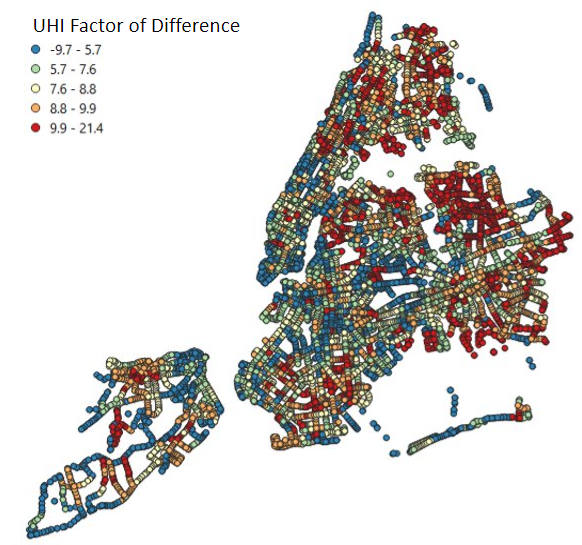 UHI Factor of Difference
-9.7 - 5.7
5.7 - 7.6
7.6 - 8.8
8.8 - 9.9
9.9 - 21.4